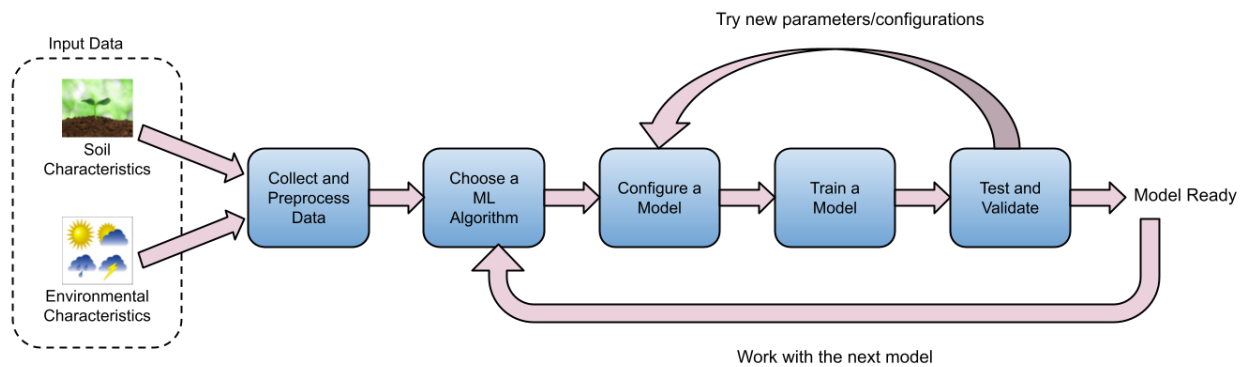 Try new parameters/configurations
Input Data
Soil
Characteristics
Environmental
Characteristics
Collect and
Preprocess
Data
Choose a
ML
Algorithm
Configure a
Model
Train a
Model
Test and
Validate
Model Ready
Work with the next model